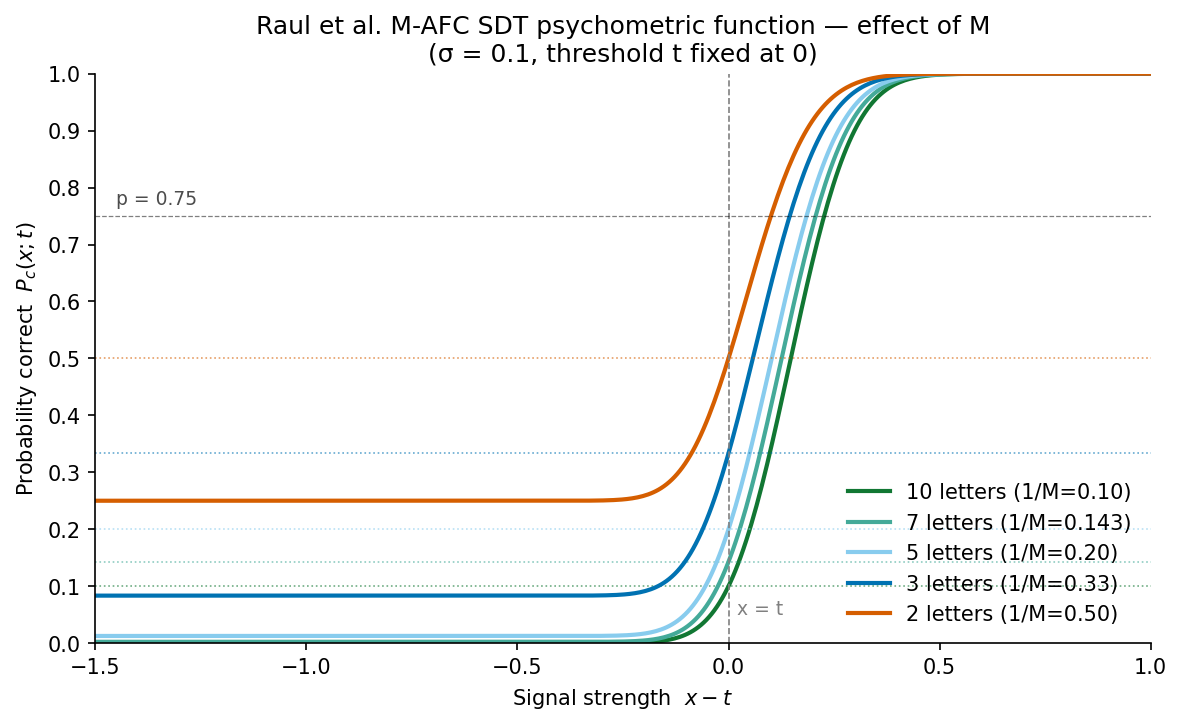 Raul et al. M-AFC SDT psychometric function — effect of M
(σ = 0.1, threshold t fixed at 0)
Probability correct P_c(x; t)
1.0
0.9
0.8
0.7
0.6
0.5
0.4
0.3
0.2
0.1
0.0
p = 0.75
x = t
10 letters (1/M=0.10)
7 letters (1/M=0.143)
5 letters (1/M=0.20)
3 letters (1/M=0.33)
2 letters (1/M=0.50)
−1.5 −1.0 −0.5 0.0 0.5 1.0
Signal strength x − t